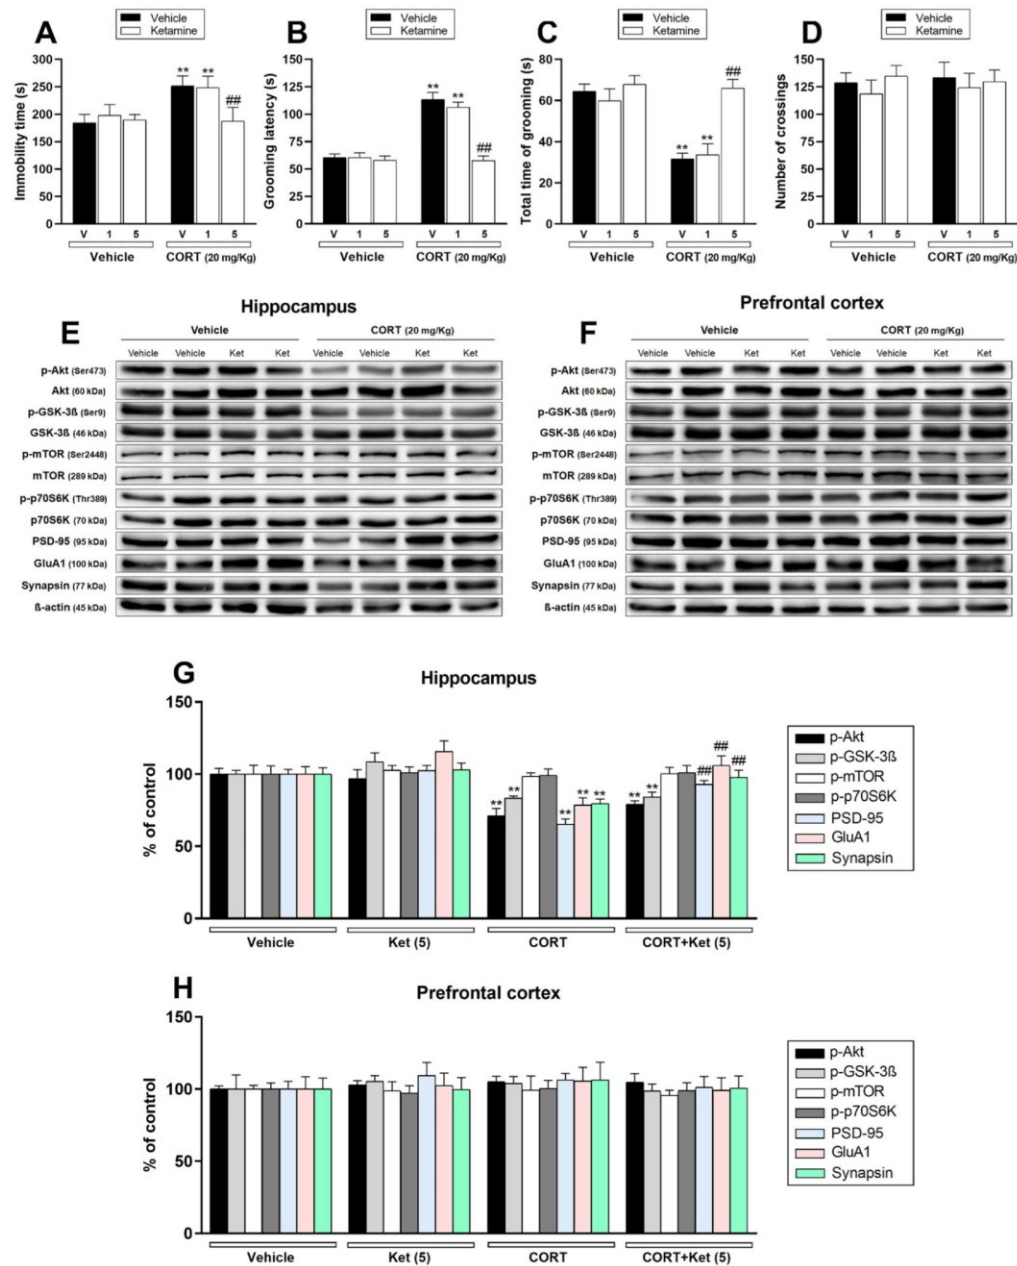 A
Vehicle
Ketamine
Immobility time (s)
300
250
200
150
100
50
0
**
**
##
V 1 5 V 1 5
Vehicle
CORT (20 mg/Kg)
B
Vehicle
Ketamine
Grooming latency (s)
150
125
100
75
50
25
0
**
**
##
V 1 5 V 1 5
Vehicle
CORT (20 mg/Kg)
C
Vehicle
Ketamine
Total time of grooming (s)
80
60
40
20
0
**
**
##
V 1 5 V 1 5
Vehicle
CORT (20 mg/Kg)
D
Vehicle
Ketamine
Number of crossings
150
125
100
75
50
25
0
V 1 5 V 1 5
Vehicle
CORT (20 mg/Kg)
E
Hippocampus
Vehicle
CORT (20 mg/Kg)
Vehicle Vehicle Ket Ket Vehicle Vehicle Ket Ket
p-Akt (Ser473)
Akt (60 kDa)
p-GSK-3ß (Ser9)
GSK-3ß (46 kDa)
p-mTOR (Ser2448)
mTOR (289 kDa)
p-p70S6K (Thr389)
p70S6K (70 kDa)
PSD-95 (95 kDa)
GluA1 (100 kDa)
Synapsin (77 kDa)
ß-actin (45 kDa)
F
Prefrontal cortex
Vehicle
CORT (20 mg/Kg)
Vehicle Vehicle Ket Ket Vehicle Vehicle Ket Ket
p-Akt (Ser473)
Akt (60 kDa)
p-GSK-3ß (Ser9)
GSK-3ß (46 kDa)
p-mTOR (Ser2448)
mTOR (289 kDa)
p-p70S6K (Thr389)
p70S6K (70 kDa)
PSD-95 (95 kDa)
GluA1 (100 kDa)
Synapsin (77 kDa)
ß-actin (45 kDa)
G
Hippocampus
% of control
150
100
50
0
**
**
**
**
**
**
**
##
##
##
Vehicle
Ket (5)
CORT
CORT+Ket (5)
p-Akt
p-GSK-3ß
p-mTOR
p-p70S6K
PSD-95
GluA1
Synapsin
H
Prefrontal cortex
% of control
150
100
50
0
Vehicle
Ket (5)
CORT
CORT+Ket (5)
p-Akt
p-GSK-3ß
p-mTOR
p-p70S6K
PSD-95
GluA1
Synapsin